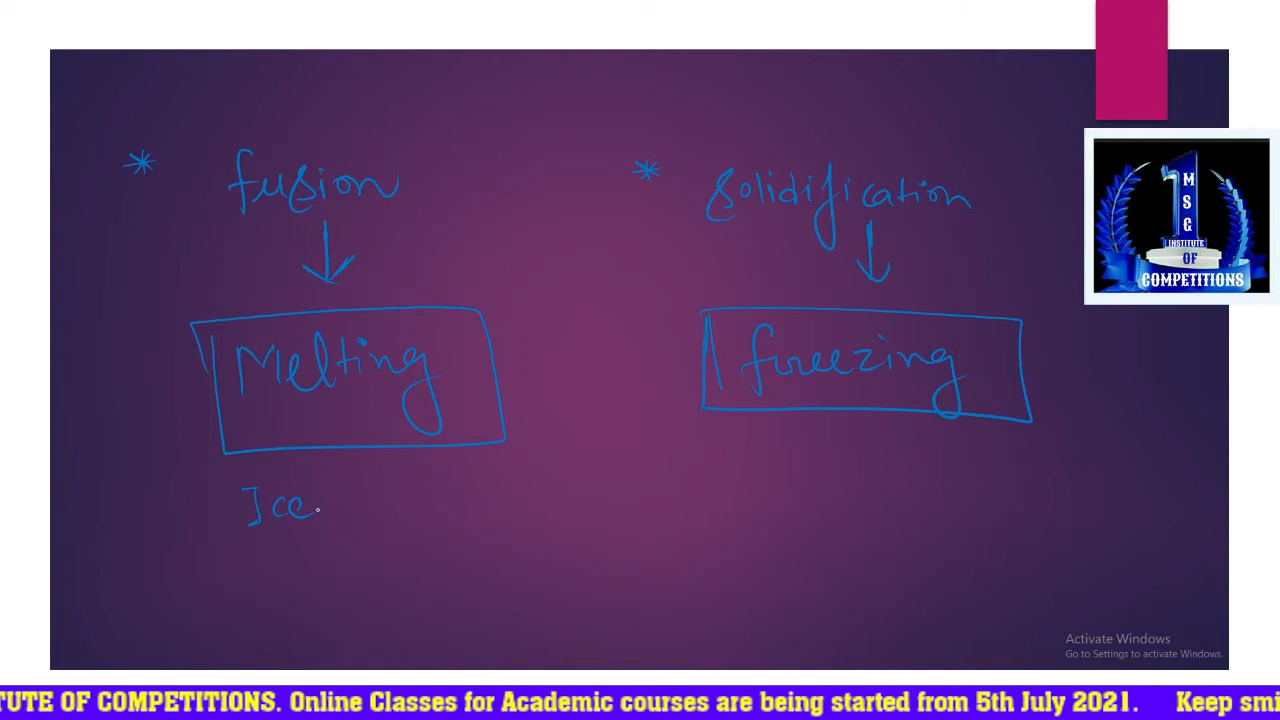 * fusion
* solidification
Melting
freezing
Ice
1
MSG
INSTITUTE
OF
COMPETITIONS
Activate Windows
Go to Settings to activate Windows.
TUTE OF COMPETITIONS. Online Classes for Academic courses are being started from 5th July 2021. Keep smi